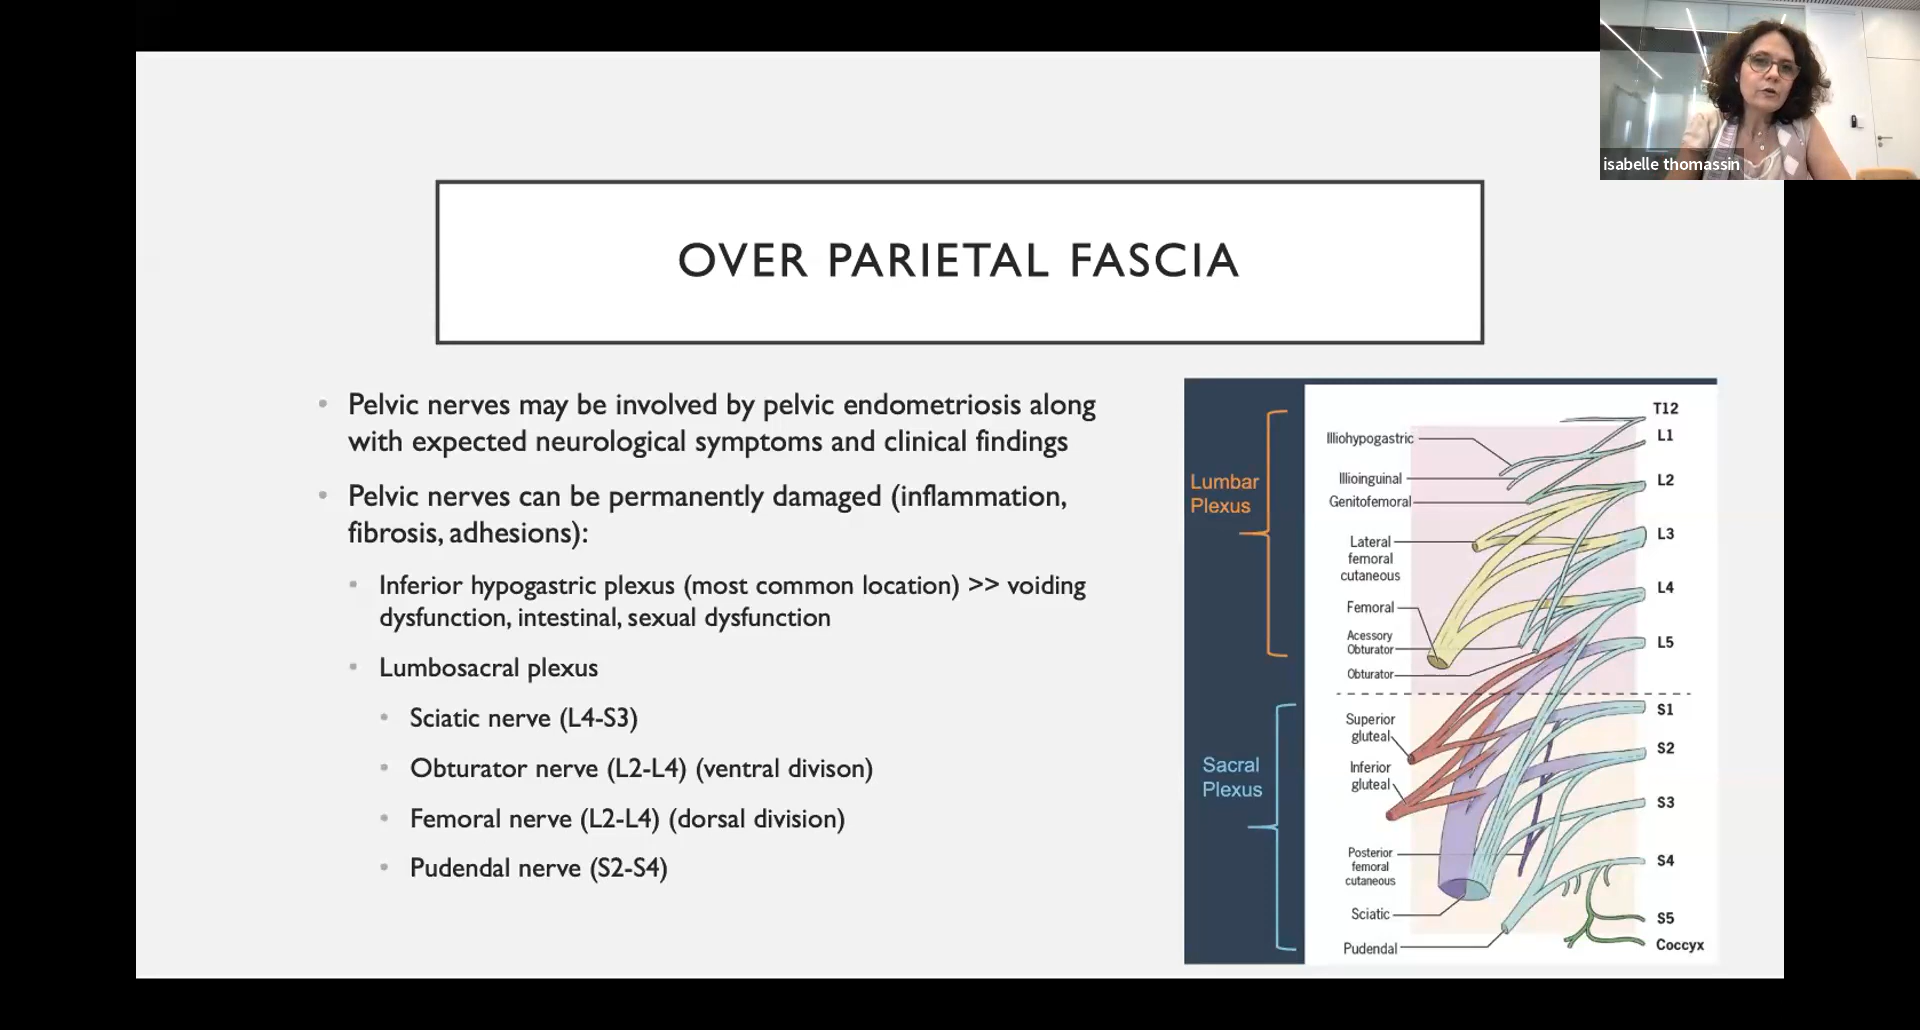 isabelle thomassin
OVER PARIETAL FASCIA
Pelvic nerves may be involved by pelvic endometriosis along
with expected neurological symptoms and clinical findings
Pelvic nerves can be permanently damaged (inflammation,
fibrosis, adhesions):
Inferior hypogastric plexus (most common location) >> voiding
dysfunction, intestinal, sexual dysfunction
Lumbosacral plexus
Sciatic nerve (L4-S3)
Obturator nerve (L2-L4) (ventral divison)
Femoral nerve (L2-L4) (dorsal division)
Pudendal nerve (S2-S4)
Lumbar
Plexus
Sacral
Plexus
Illiohypogastric
Illioinguinal
Genitofemoral
Lateral
femoral
cutaneous
Femoral
Acessory
Obturator
Obturator
Superior
gluteal
Inferior
gluteal
Posterior
femoral
cutaneous
Sciatic
Pudendal
T12
L1
L2
L3
L4
L5
S1
S2
S3
S4
S5
Coccyx